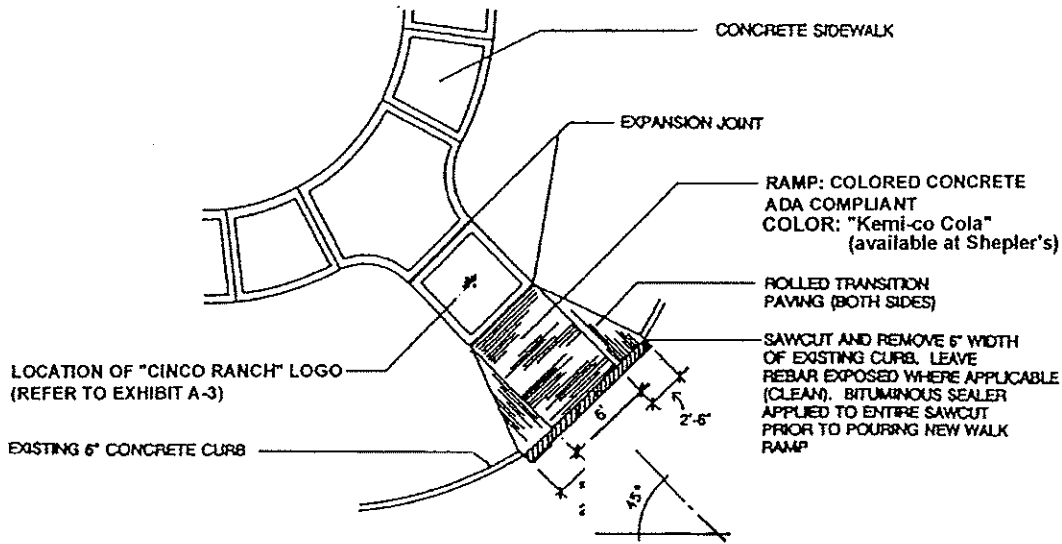 CONCRETE SIDEWALK
EXPANSION JOINT
RAMP: COLORED CONCRETE
ADA COMPLIANT
COLOR: "Kemi-co Cola"
(available at Shepler's)
ROLLED TRANSITION
PAVING (BOTH SIDES)
SAWCUT AND REMOVE 6" WIDTH
OF EXISTING CURB. LEAVE
REBAR EXPOSED WHERE APPLICABLE
(CLEAN). BITUMINOUS SEALER
APPLIED TO ENTIRE SAWCUT
PRIOR TO POURING NEW WALK
RAMP
LOCATION OF "CINCO RANCH" LOGO
(REFER TO EXHIBIT A-3)
EXISTING 6" CONCRETE CURB
6'
2'-6"
45°